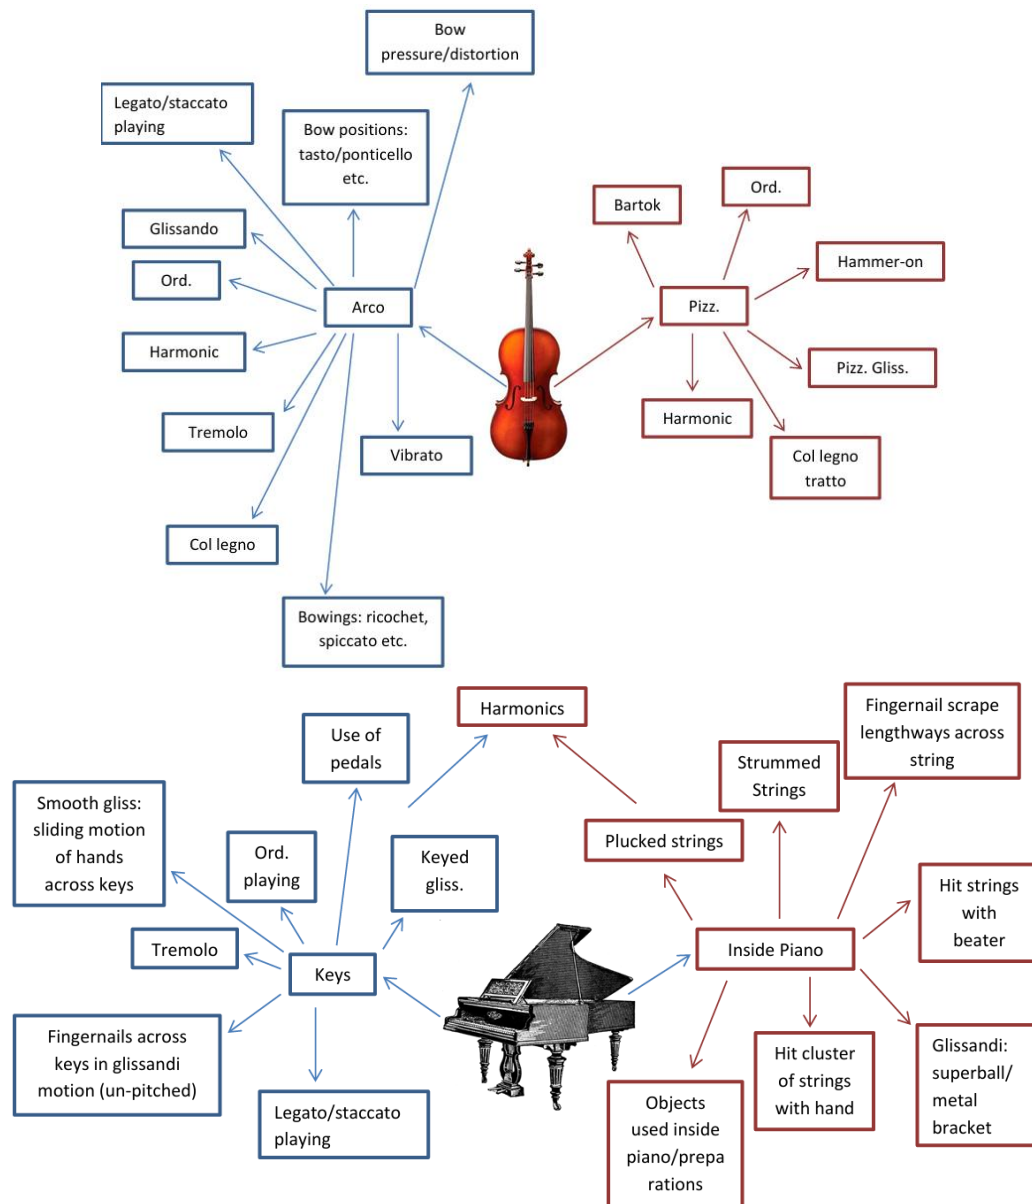 Bow
pressure/distortion
Legato/staccato
playing
Bow positions:
tasto/ponticello
etc.
Glissando
Ord.
Harmonic
Arco
Tremolo
Vibrato
Col legno
Bowings: ricochet,
spiccato etc.
Bartok
Ord.
Hammer-on
Pizz.
Pizz. Gliss.
Harmonic
Col legno
tratto
Harmonics
Use of
pedals
Smooth gliss:
sliding motion
of hands
across keys
Ord.
playing
Keyed
gliss.
Tremolo
Keys
Fingernails across
keys in glissandi
motion (un-pitched)
Legato/staccato
playing
Fingernail scrape
lengthways across
string
Strummed
Strings
Plucked strings
Hit strings
with
beater
Inside Piano
Objects
used inside
piano/prepa
rations
Hit cluster
of strings
with hand
Glissandi:
superball/
metal
bracket